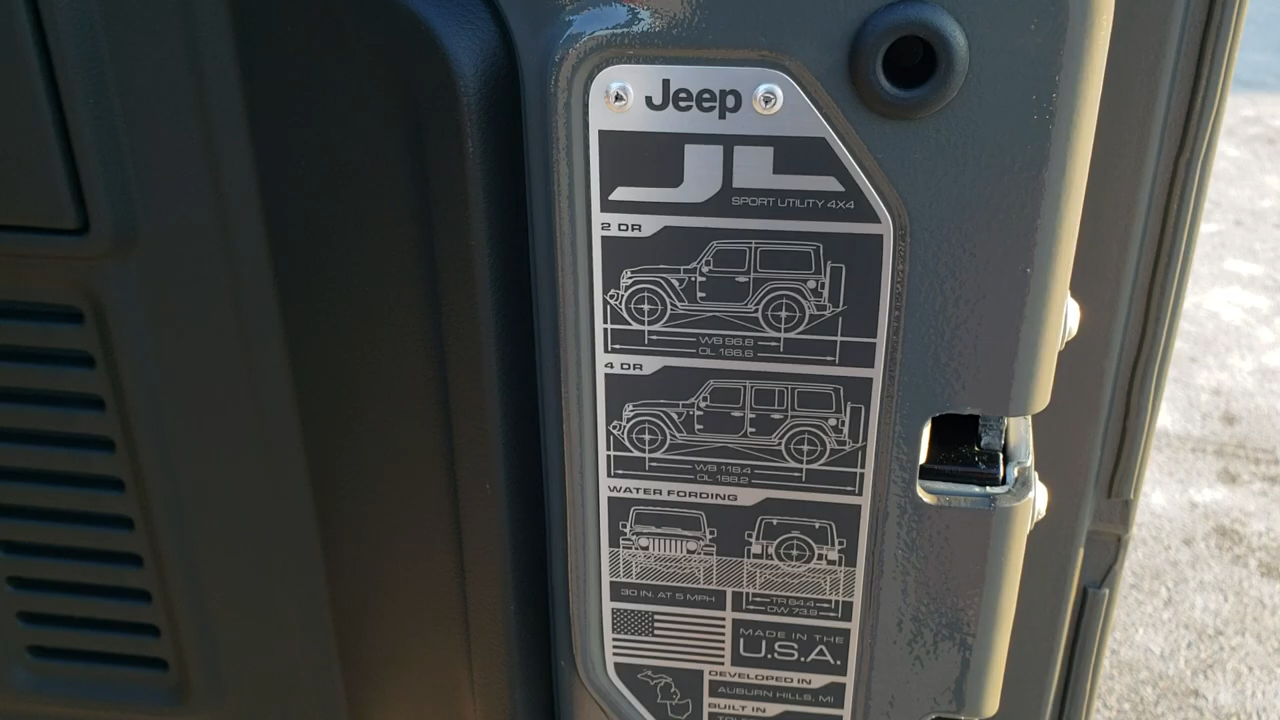 Jeep
JL
SPORT UTILITY 4X4
2 DR
WB 96.8
OL 166.6
4 DR
WB 118.4
OL 188.2
WATER FORDING
30 IN. AT 5 MPH
TR 64.4
OW 73.9
MADE IN THE
U.S.A.
DEVELOPED IN
AUBURN HILLS, MI
BUILT IN